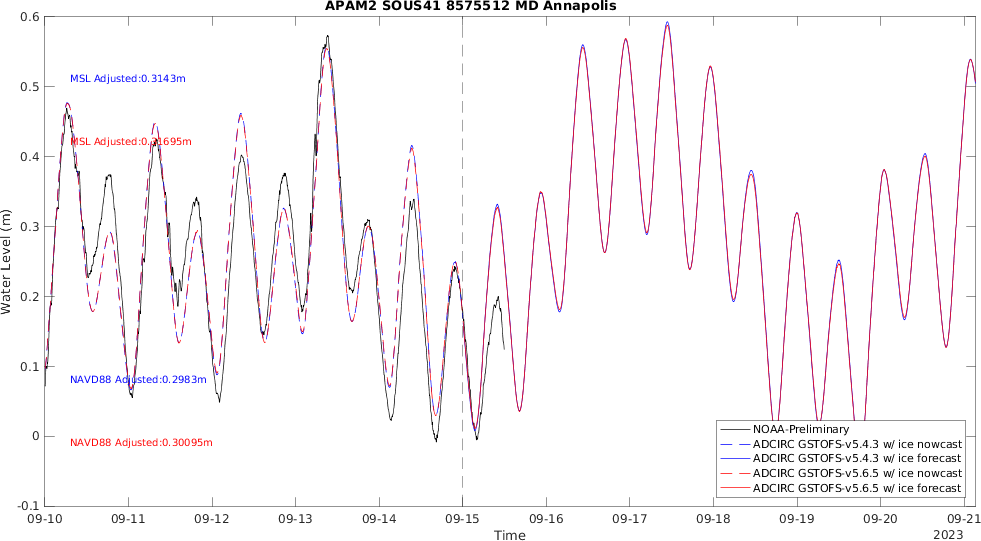 APAM2 SOUS41 8575512 MD Annapolis
0.6
0.5
0.4
0.3
0.2
0.1
0
-0.1
Water Level (m)
MSL Adjusted:0.3143m
MSL Adjusted:0.31695m
NAVD88 Adjusted:0.2983m
NAVD88 Adjusted:0.30095m
NOAA-Preliminary
ADCIRC GSTOFS-v5.4.3 w/ ice nowcast
ADCIRC GSTOFS-v5.4.3 w/ ice forecast
ADCIRC GSTOFS-v5.6.5 w/ ice nowcast
ADCIRC GSTOFS-v5.6.5 w/ ice forecast
09-10 09-11 09-12 09-13 09-14 09-15 09-16 09-17 09-18 09-19 09-20 09-21
2023
Time